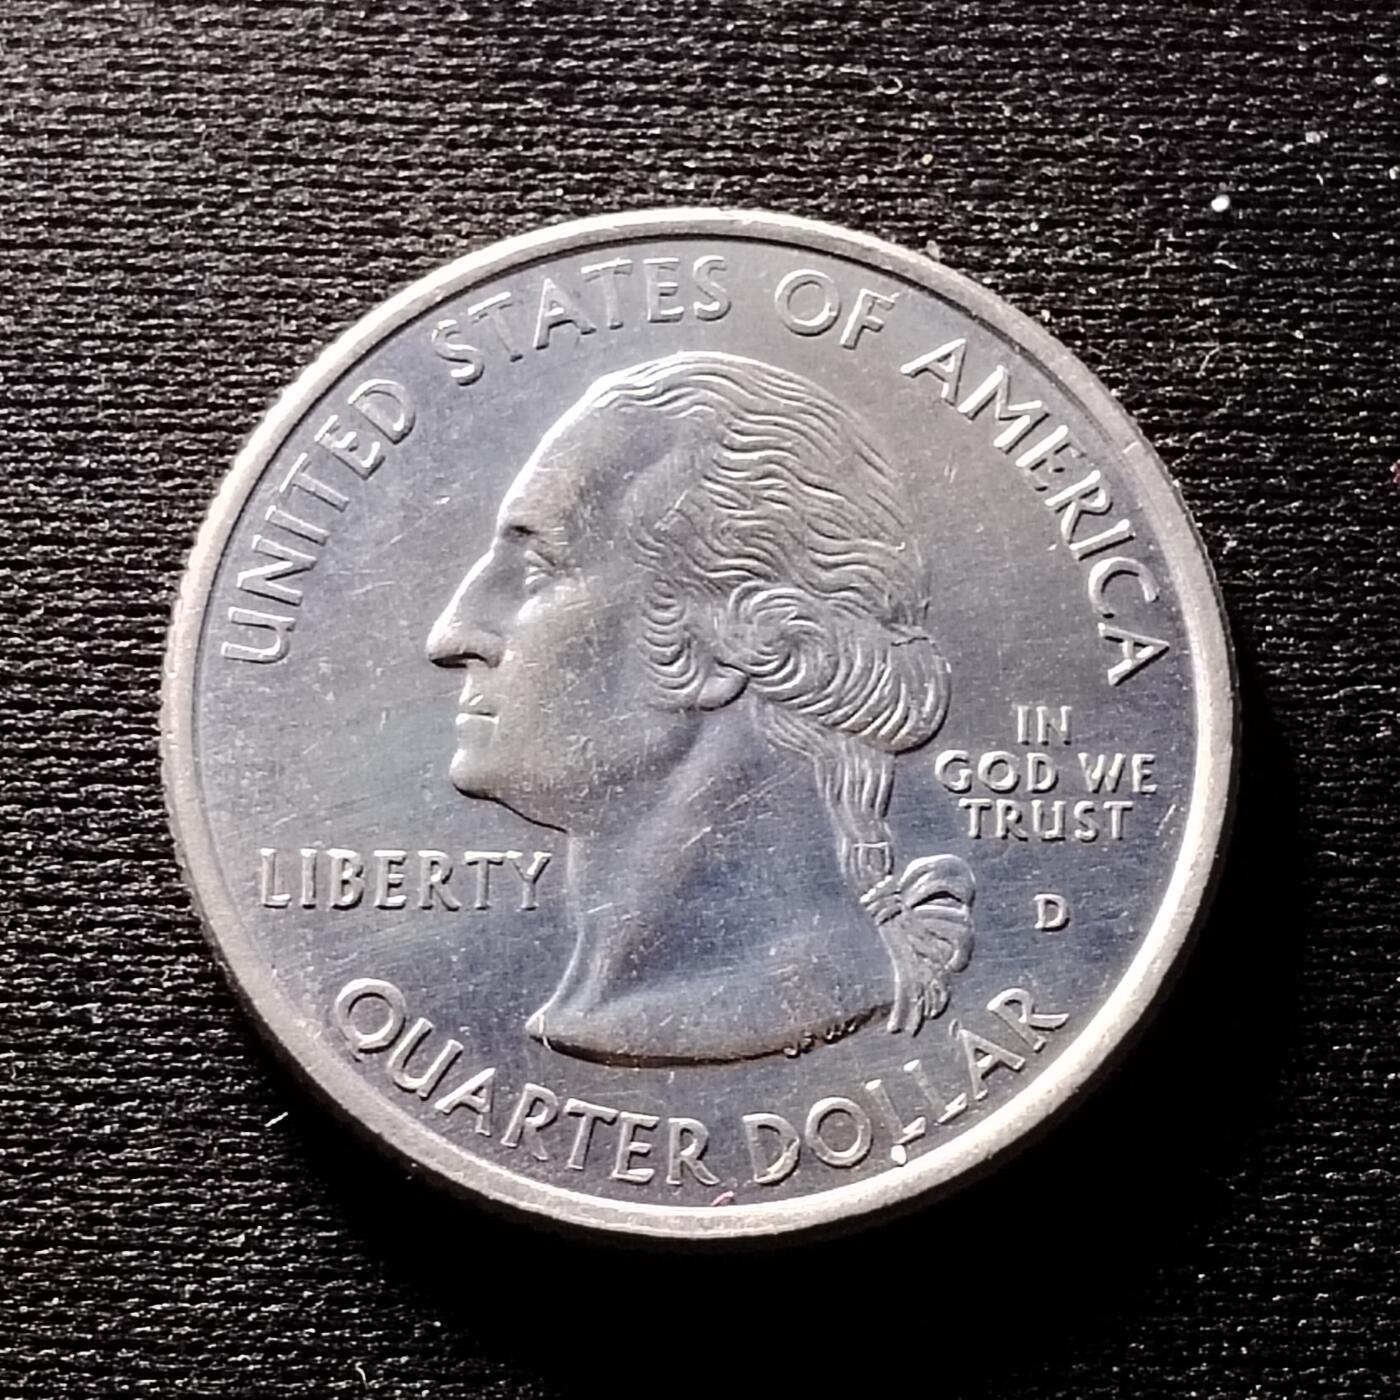 UNITED STATES OF AMERICA
LIBERTY
IN
GOD WE
TRUST
D
QUARTER DOLLAR